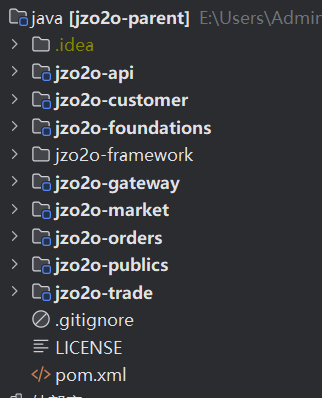 java [jzo2o-parent] E:\Users\Admin
.idea
jzo2o-api
jzo2o-customer
jzo2o-foundations
jzo2o-framework
jzo2o-gateway
jzo2o-market
jzo2o-orders
jzo2o-publics
jzo2o-trade
.gitignore
LICENSE
pom.xml